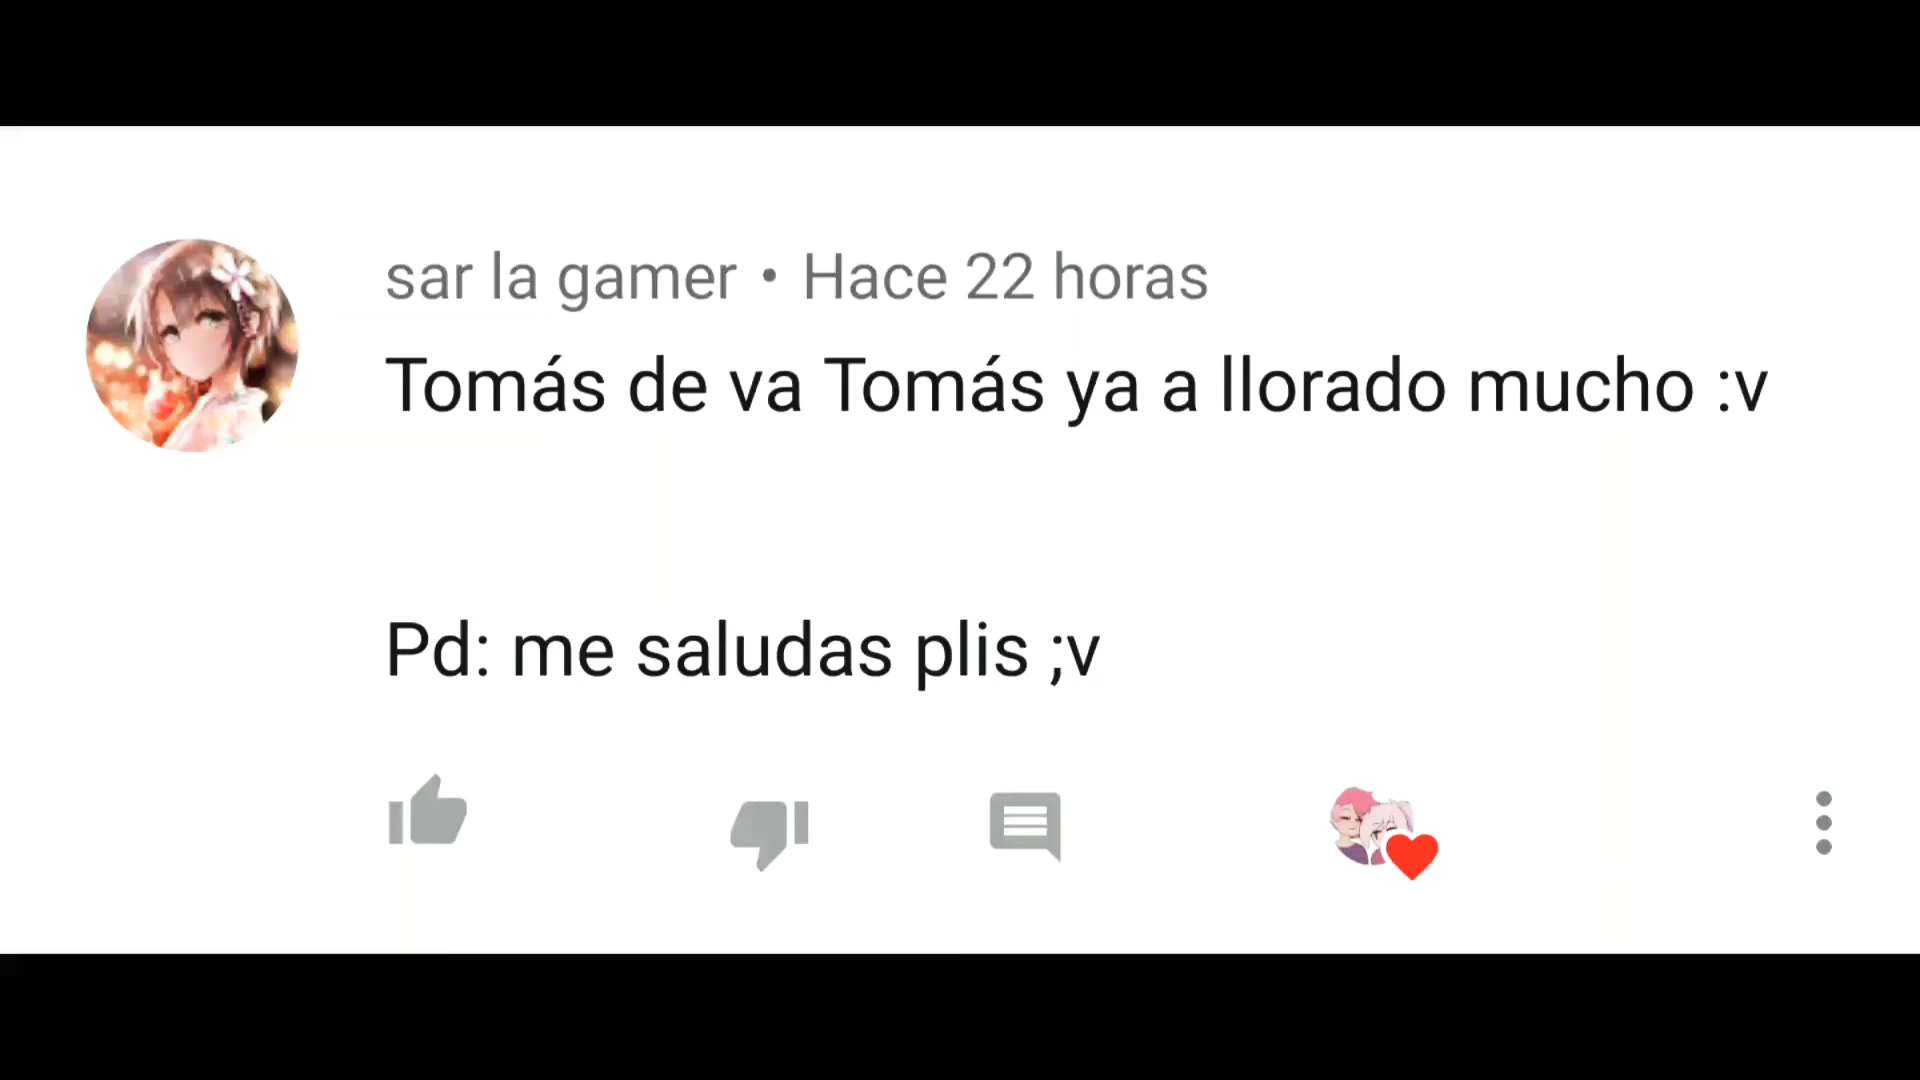 sar la gamer • Hace 22 horas
Tomás de va Tomás ya a llorado mucho :v
Pd: me saludas plis ;v